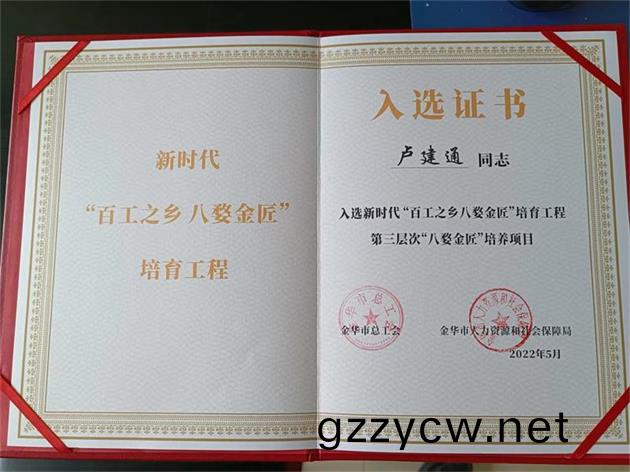 新时代
“百工之乡 八婺金匠”
培育工程
入选证书
卢建通 同志
入选新时代“百工之乡八婺金匠”培育工程
第三层次“八婺金匠”培养项目
金华市总工会
金华市人力资源和社会保障局
2022年5月
gzzycw.net